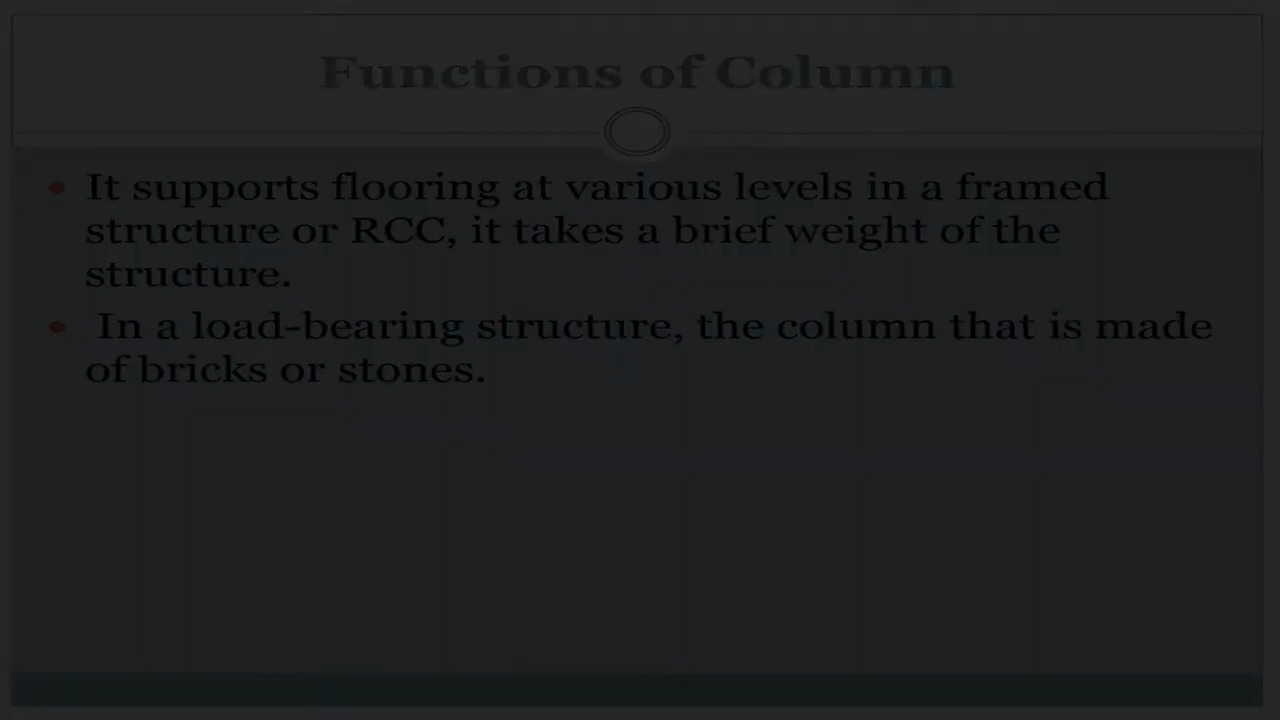 Functions of Column
It supports flooring at various levels in a framed
structure or RCC, it takes a brief weight of the
structure.
In a load-bearing structure, the column that is made
of bricks or stones.